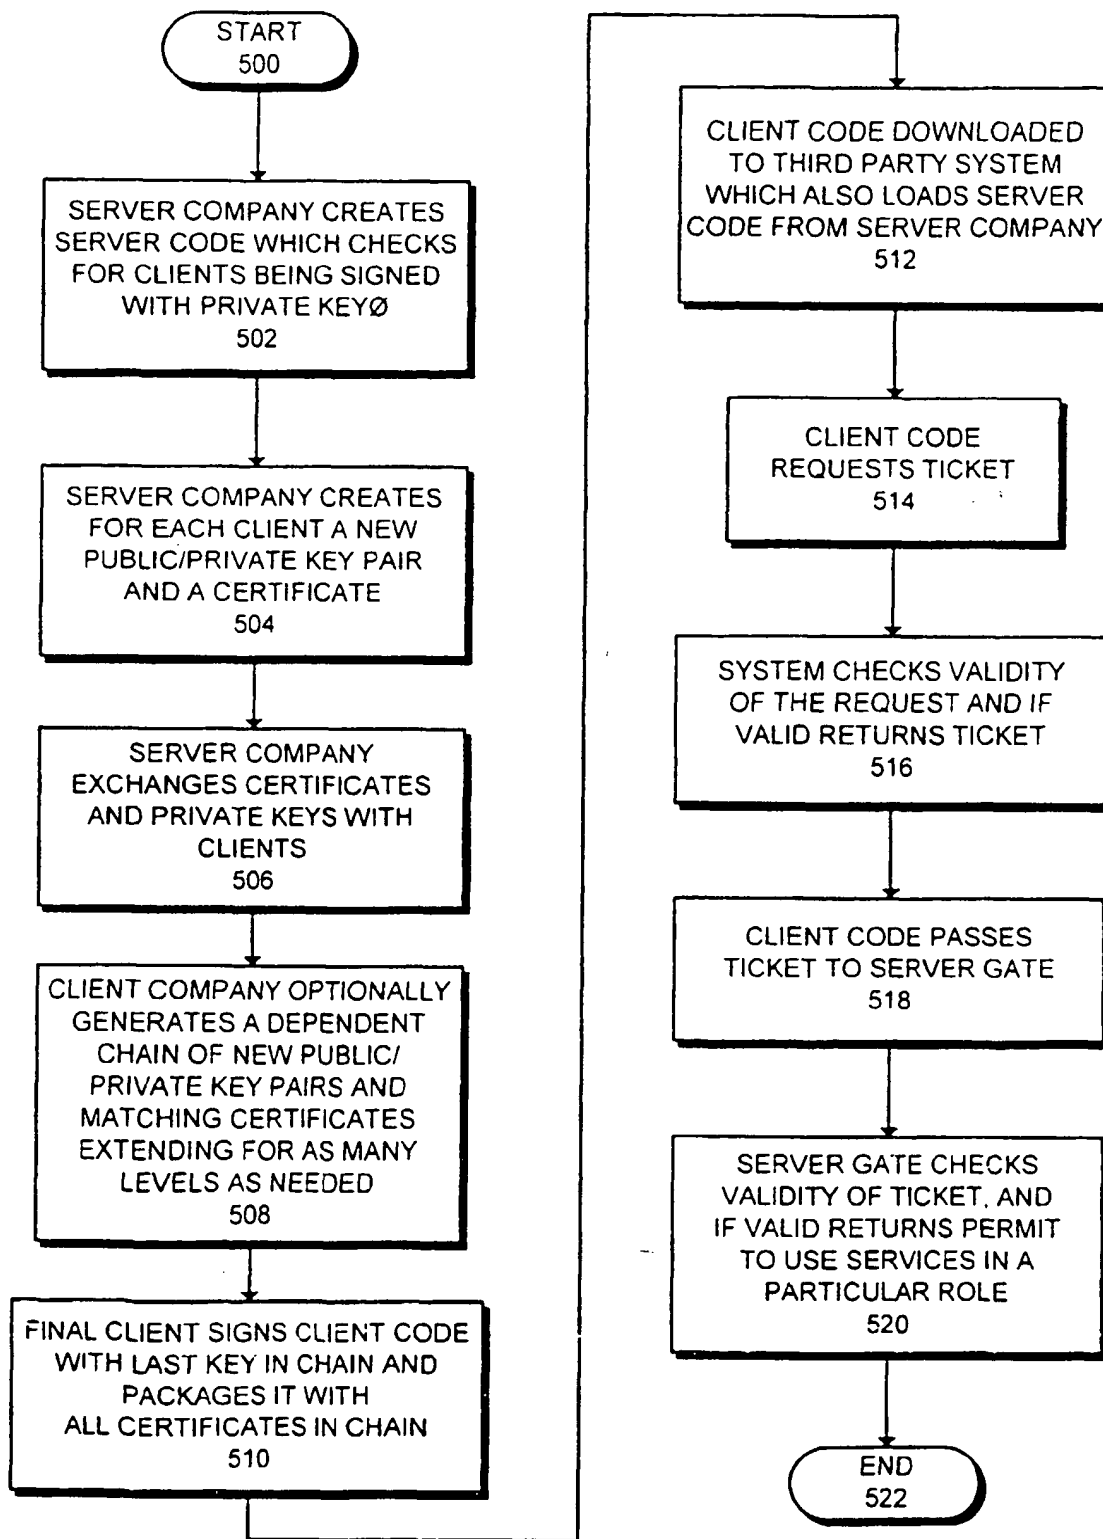 START
500
SERVER COMPANY CREATES
SERVER CODE WHICH CHECKS
FOR CLIENTS BEING SIGNED
WITH PRIVATE KEYØ
502
SERVER COMPANY CREATES
FOR EACH CLIENT A NEW
PUBLIC/PRIVATE KEY PAIR
AND A CERTIFICATE
504
SERVER COMPANY
EXCHANGES CERTIFICATES
AND PRIVATE KEYS WITH
CLIENTS
506
CLIENT COMPANY OPTIONALLY
GENERATES A DEPENDENT
CHAIN OF NEW PUBLIC/
PRIVATE KEY PAIRS AND
MATCHING CERTIFICATES
EXTENDING FOR AS MANY
LEVELS AS NEEDED
508
FINAL CLIENT SIGNS CLIENT CODE
WITH LAST KEY IN CHAIN AND
PACKAGES IT WITH
ALL CERTIFICATES IN CHAIN
510
CLIENT CODE DOWNLOADED
TO THIRD PARTY SYSTEM
WHICH ALSO LOADS SERVER
CODE FROM SERVER COMPANY
512
CLIENT CODE
REQUESTS TICKET
514
SYSTEM CHECKS VALIDITY
OF THE REQUEST AND IF
VALID RETURNS TICKET
516
CLIENT CODE PASSES
TICKET TO SERVER GATE
518
SERVER GATE CHECKS
VALIDITY OF TICKET, AND
IF VALID RETURNS PERMIT
TO USE SERVICES IN A
PARTICULAR ROLE
520
END
522